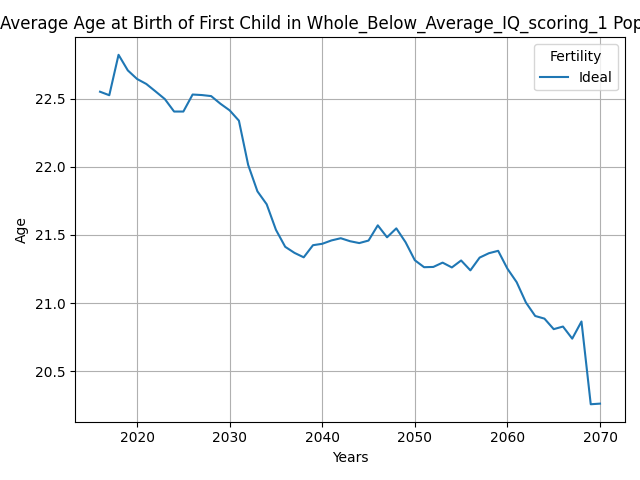 Average Age at Birth of First Child in Whole_Below_Average_IQ_scoring_1 Pop
Fertility
Ideal
22.5
22.0
21.5
21.0
20.5
Age
2020 2030 2040 2050 2060 2070
Years